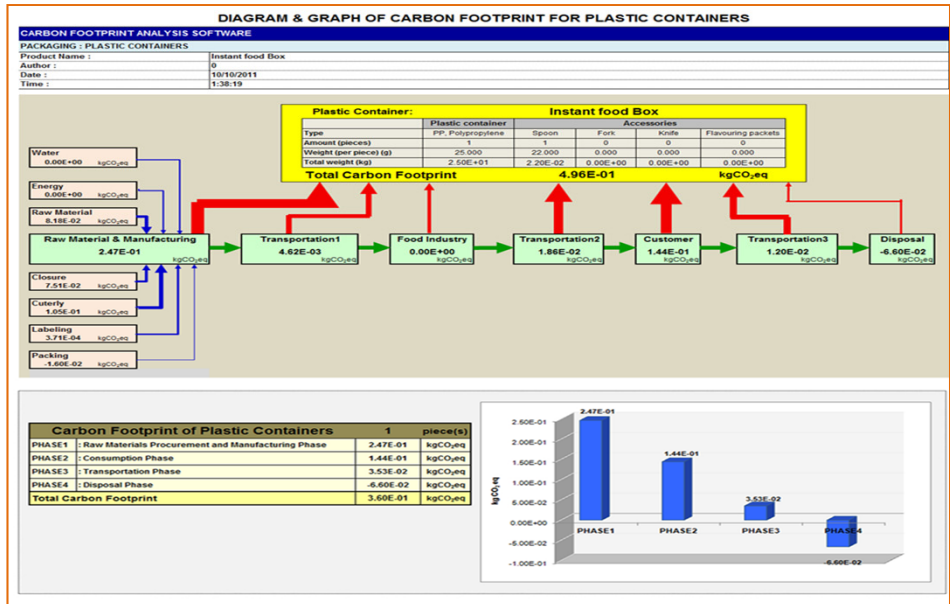 DIAGRAM & GRAPH OF CARBON FOOTPRINT FOR PLASTIC CONTAINERS
CARBON FOOTPRINT ANALYSIS SOFTWARE
PACKAGING : PLASTIC CONTAINERS
Product Name : Instant food Box
Author : 0
Date : 10/10/2011
Time : 1:38:19
Plastic Container: Instant food Box
Plastic container Accessories
Type PP, Polypropylene Spoon Fork Knife Flavouring packets
Amount (pieces) 1 1 0 0 0
Weight (per piece) (g) 25.000 22.000 0.000 0.000 0.000
Total weight (kg) 2.50E+01 2.20E-02 0.00E+00 0.00E+00 0.00E+00
Total Carbon Footprint 4.96E-01 kgCO₂eq
Water
0.00E+00 kgCO₂eq
Energy
0.00E+00 kgCO₂eq
Raw Material
8.18E-02 kgCO₂eq
Raw Material & Manufacturing
2.47E-01
kgCO₂eq
Transportation1
4.62E-03
kgCO₂eq
Food Industry
0.00E+00
kgCO₂eq
Transportation2
1.86E-02
kgCO₂eq
Customer
1.44E-01
kgCO₂eq
Transportation3
1.20E-02
kgCO₂eq
Disposal
-6.60E-02
kgCO₂eq
Closure
7.51E-02 kgCO₂eq
Cuterly
1.05E-01 kgCO₂eq
Labeling
3.71E-04 kgCO₂eq
Packing
-1.60E-02 kgCO₂eq
Carbon Footprint of Plastic Containers 1 piece(s)
PHASE1 : Raw Materials Procurement and Manufacturing Phase 2.47E-01 kgCO₂eq
PHASE2 : Consumption Phase 1.44E-01 kgCO₂eq
PHASE3 : Transportation Phase 3.53E-02 kgCO₂eq
PHASE4 : Disposal Phase -6.60E-02 kgCO₂eq
Total Carbon Footprint 3.60E-01 kgCO₂eq
kgCO₂eq
2.50E-01
2.00E-01
1.50E-01
1.00E-01
5.00E-02
0.00E+00
-5.00E-02
-1.00E-01
2.47E-01
1.44E-01
3.53E-02
-6.60E-02
PHASE1 PHASE2 PHASE3 PHASE4